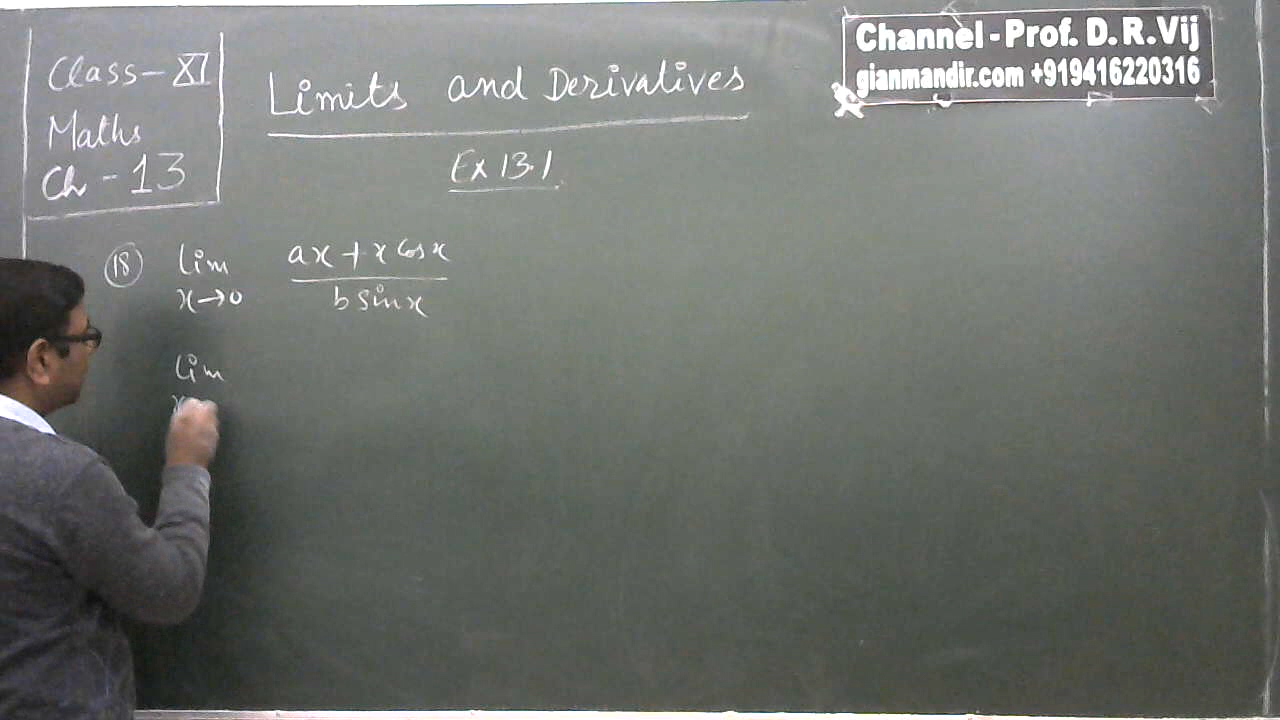 Channel - Prof. D. R. Vij
gianmandir.com +919416220316
Class - XI
Maths
Ch - 13
Limits and Derivatives
Ex 13.1
18 lim x→0 ax + x cos x / b sin x
lim
x